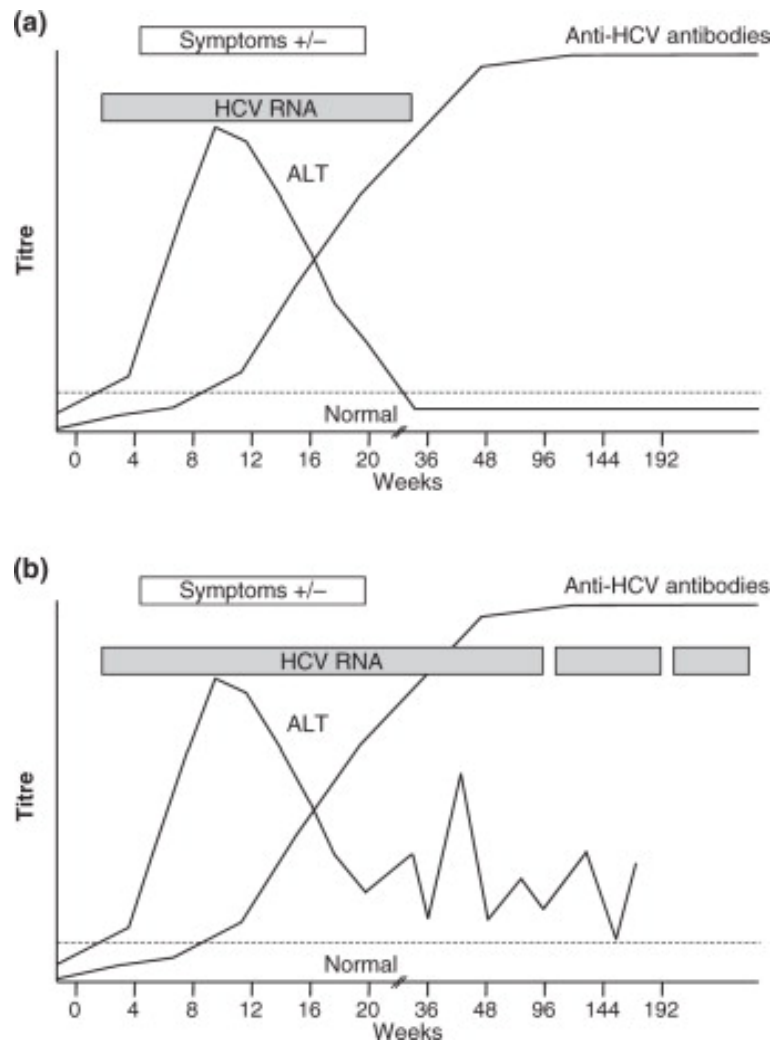 (a)
Symptoms +/–
Anti-HCV antibodies
HCV RNA
ALT
Titre
Normal
0 4 8 12 16 20 36 48 96 144 192
Weeks
(b)
Symptoms +/–
Anti-HCV antibodies
HCV RNA
ALT
Titre
Normal
0 4 8 12 16 20 36 48 96 144 192
Weeks